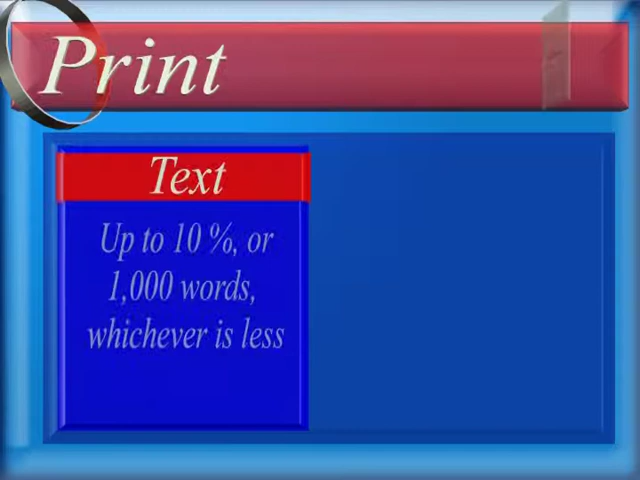 Print
Text
Up to 10 %, or
1,000 words,
whichever is less